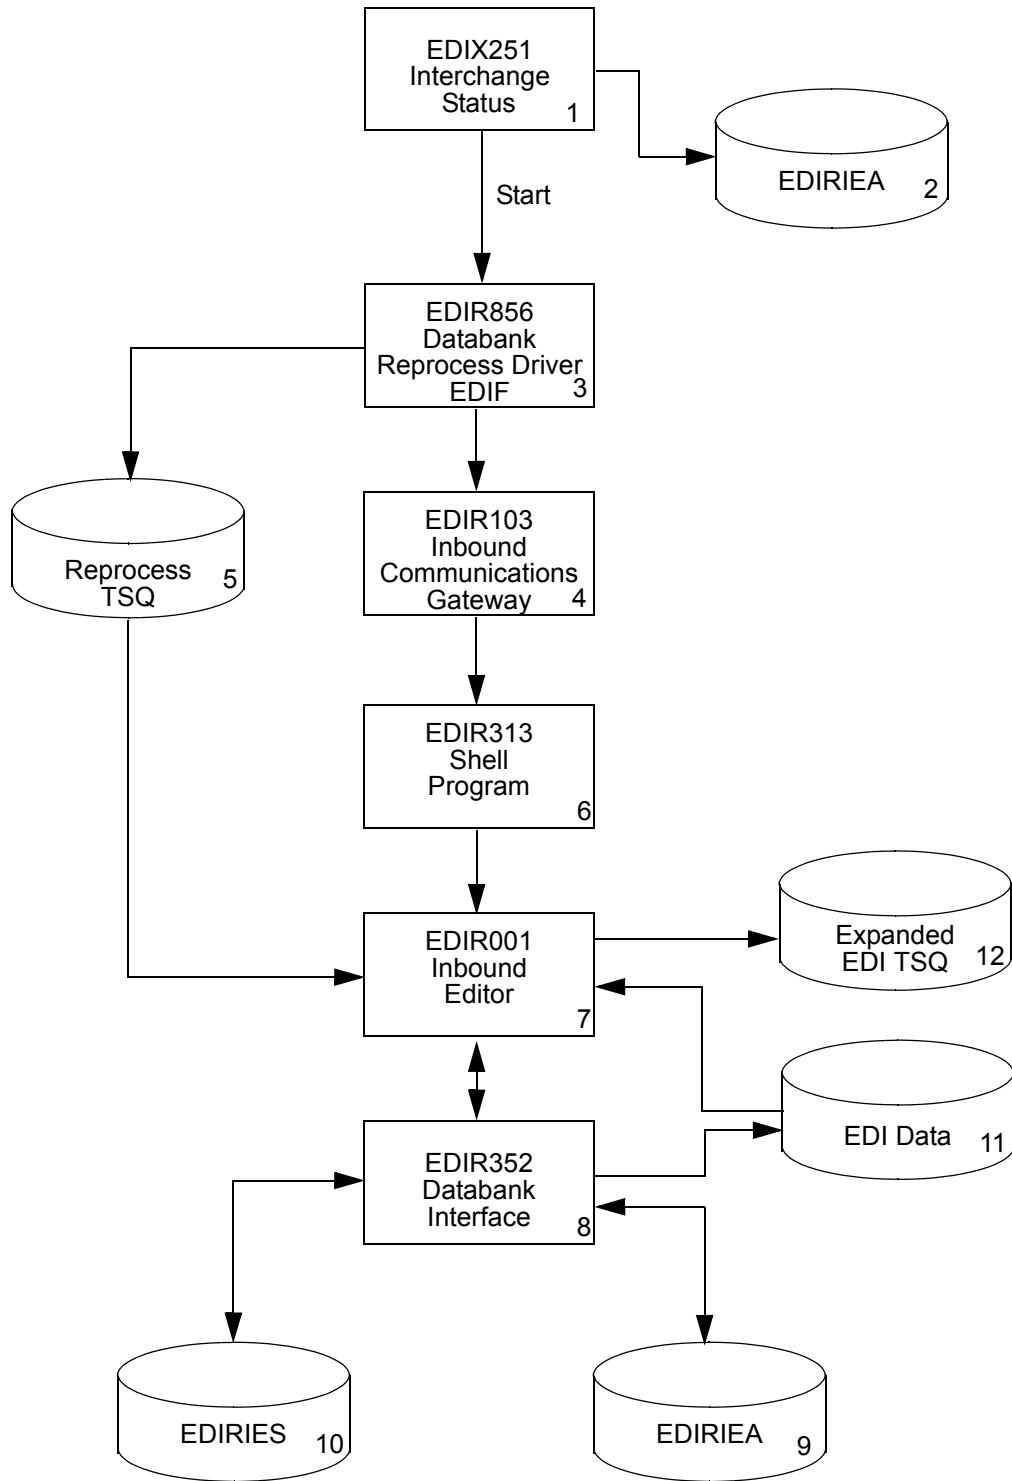 EDIX251
Interchange
Status
1
EDIRIEA
2
Start
EDIR856
Databank
Reprocess Driver
EDIF
3
EDIR103
Inbound
Communications
Gateway
4
Reprocess
TSQ
5
EDIR313
Shell
Program
6
EDIR001
Inbound
Editor
7
Expanded
EDI TSQ
12
EDI Data
11
EDIR352
Databank
Interface
8
EDIRIES
10
EDIRIEA
9